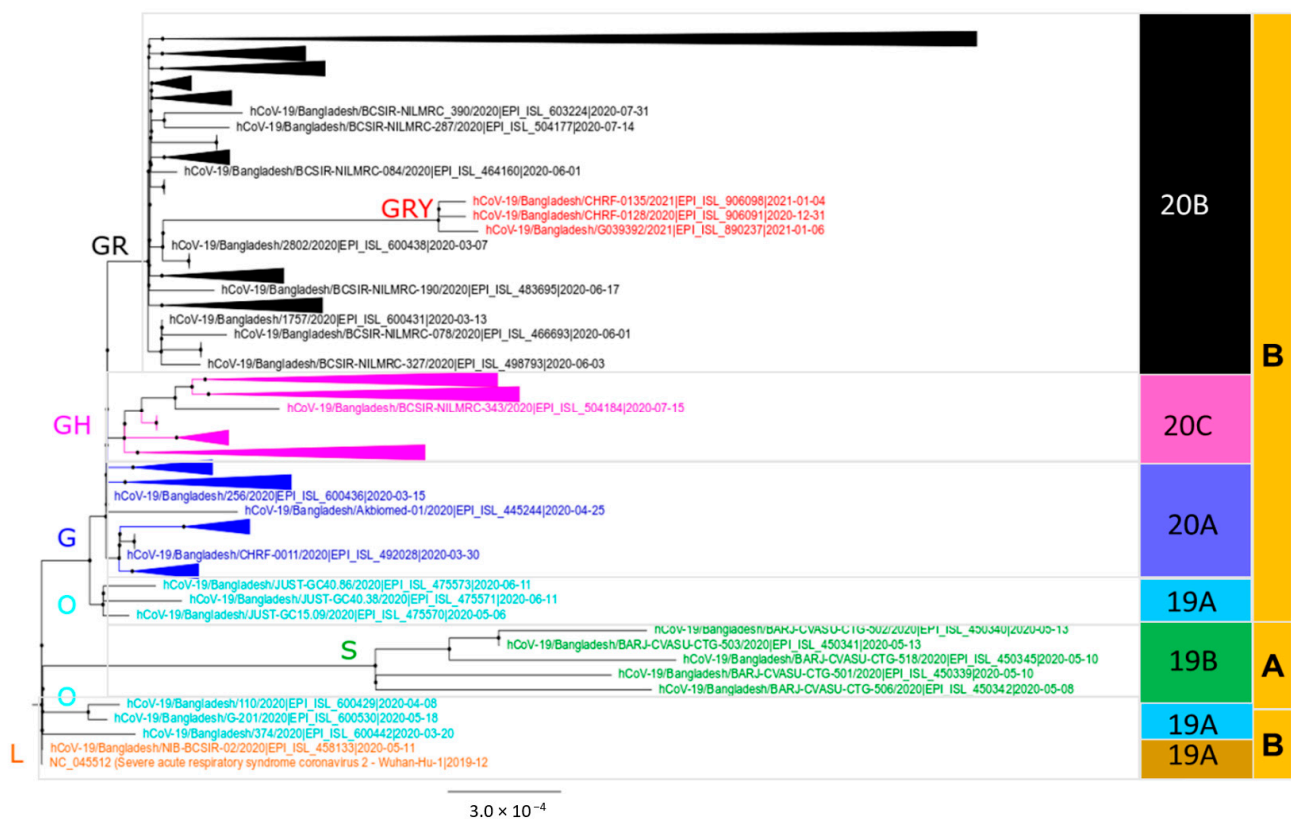 hCoV-19/Bangladesh/BCSIR-NILMRC_390/2020|EPI_ISL_603224|2020-07-31
hCoV-19/Bangladesh/BCSIR-NILMRC-287/2020|EPI_ISL_504177|2020-07-14
hCoV-19/Bangladesh/BCSIR-NILMRC-084/2020|EPI_ISL_464160|2020-06-01
hCoV-19/Bangladesh/CHRF-0135/2021|EPI_ISL_906098|2021-01-04
GRY
hCoV-19/Bangladesh/CHRF-0128/2020|EPI_ISL_906091|2020-12-31
20B
hCoV-19/Bangladesh/G039392/2021|EPI_ISL_890237|2021-01-06
GR
hCoV-19/Bangladesh/2802/2020|EPI_ISL_600438|2020-03-07
hCoV-19/Bangladesh/BCSIR-NILMRC-190/2020|EPI_ISL_483695|2020-06-17
hCoV-19/Bangladesh/1757/2020|EPI_ISL_600431|2020-03-13
hCoV-19/Bangladesh/BCSIR-NILMRC-078/2020|EPI_ISL_466693|2020-06-01
B
hCoV-19/Bangladesh/BCSIR-NILMRC-327/2020|EPI_ISL_498793|2020-06-03
hCoV-19/Bangladesh/BCSIR-NILMRC-343/2020|EPI_ISL_504184|2020-07-15
GH
20C
hCoV-19/Bangladesh/256/2020|EPI_ISL_600436|2020-03-15
hCoV-19/Bangladesh/Akbiomed-01/2020|EPI_ISL_445244|2020-04-25
20A
G
hCoV-19/Bangladesh/CHRF-0011/2020|EPI_ISL_492028|2020-03-30
hCoV-19/Bangladesh/JUST-GC40.86/2020|EPI_ISL_475573|2020-06-11
O
hCoV-19/Bangladesh/JUST-GC40.38/2020|EPI_ISL_475571|2020-06-11
19A
hCoV-19/Bangladesh/JUST-GC15.09/2020|EPI_ISL_475570|2020-05-06
hCoV-19/Bangladesh/BARJ-CVASU-CTG-502/2020|EPI_ISL_450340|2020-05-13
hCoV-19/Bangladesh/BARJ-CVASU-CTG-503/2020|EPI_ISL_450341|2020-05-13
S
19B
A
hCoV-19/Bangladesh/BARJ-CVASU-CTG-518/2020|EPI_ISL_450345|2020-05-10
hCoV-19/Bangladesh/BARJ-CVASU-CTG-501/2020|EPI_ISL_450339|2020-05-10
hCoV-19/Bangladesh/BARJ-CVASU-CTG-506/2020|EPI_ISL_450342|2020-05-08
O
hCoV-19/Bangladesh/110/2020|EPI_ISL_600429|2020-04-08
hCoV-19/Bangladesh/G-201/2020|EPI_ISL_600530|2020-05-18
19A
hCoV-19/Bangladesh/374/2020|EPI_ISL_600442|2020-03-20
B
L
hCoV-19/Bangladesh/NIB-BCSIR-02/2020|EPI_ISL_458133|2020-05-11
19A
NC_045512 (Severe acute respiratory syndrome coronavirus 2 - Wuhan-Hu-1|2019-12
3.0 × 10⁻⁴